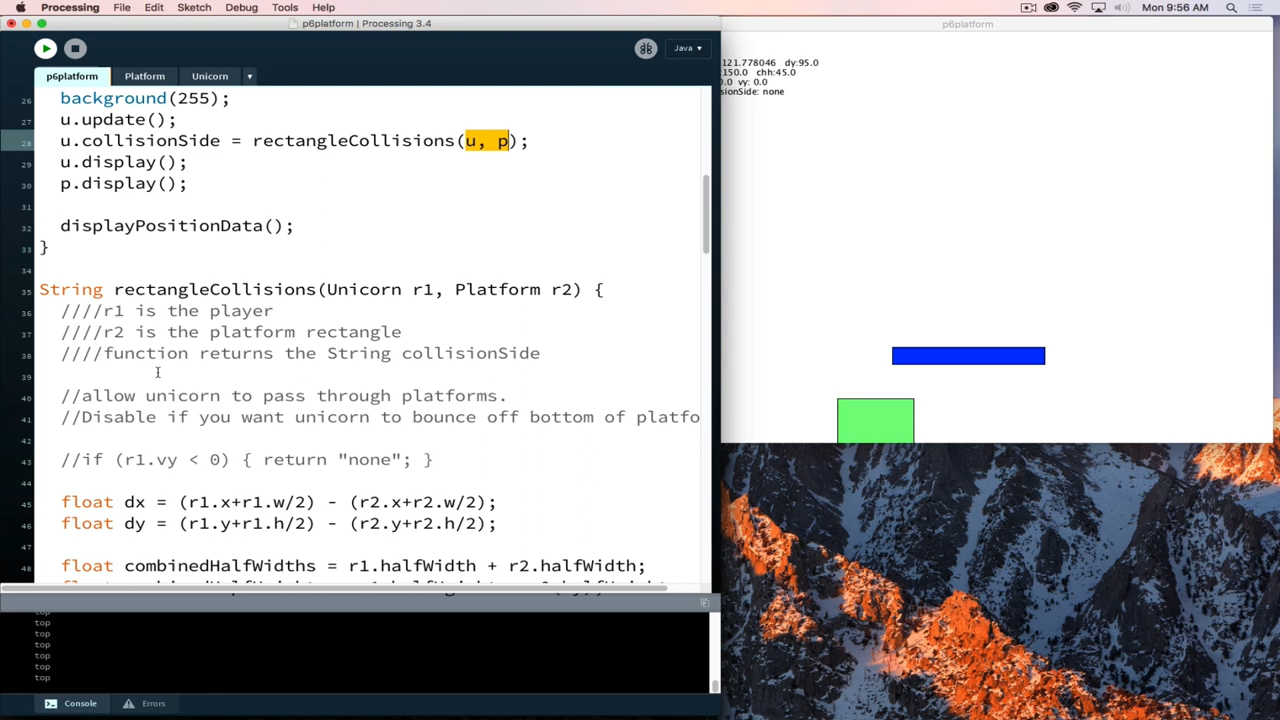 Processing File Edit Sketch Debug Tools Help Mon 9:56 AM
p6platform | Processing 3.4
p6platform
Java ▾
p6platform Platform Unicorn ▾
26 background(255);
27 u.update();
28 u.collisionSide = rectangleCollisions(u, p);
29 u.display();
30 p.display();
31
32 displayPositionData();
33 }
34
35 String rectangleCollisions(Unicorn r1, Platform r2) {
36 ////r1 is the player
37 ////r2 is the platform rectangle
38 ////function returns the String collisionSide
39
40 //allow unicorn to pass through platforms.
41 //Disable if you want unicorn to bounce off bottom of platfo
42
43 //if (r1.vy < 0) { return "none"; }
44
45 float dx = (r1.x+r1.w/2) - (r2.x+r2.w/2);
46 float dy = (r1.y+r1.h/2) - (r2.y+r2.h/2);
47
48 float combinedHalfWidths = r1.halfWidth + r2.halfWidth;
top
top
top
top
top
top
Console Errors
121.778046 dy:95.0
150.0 chh:45.0
0.0 vy: 0.0
sionSide: none